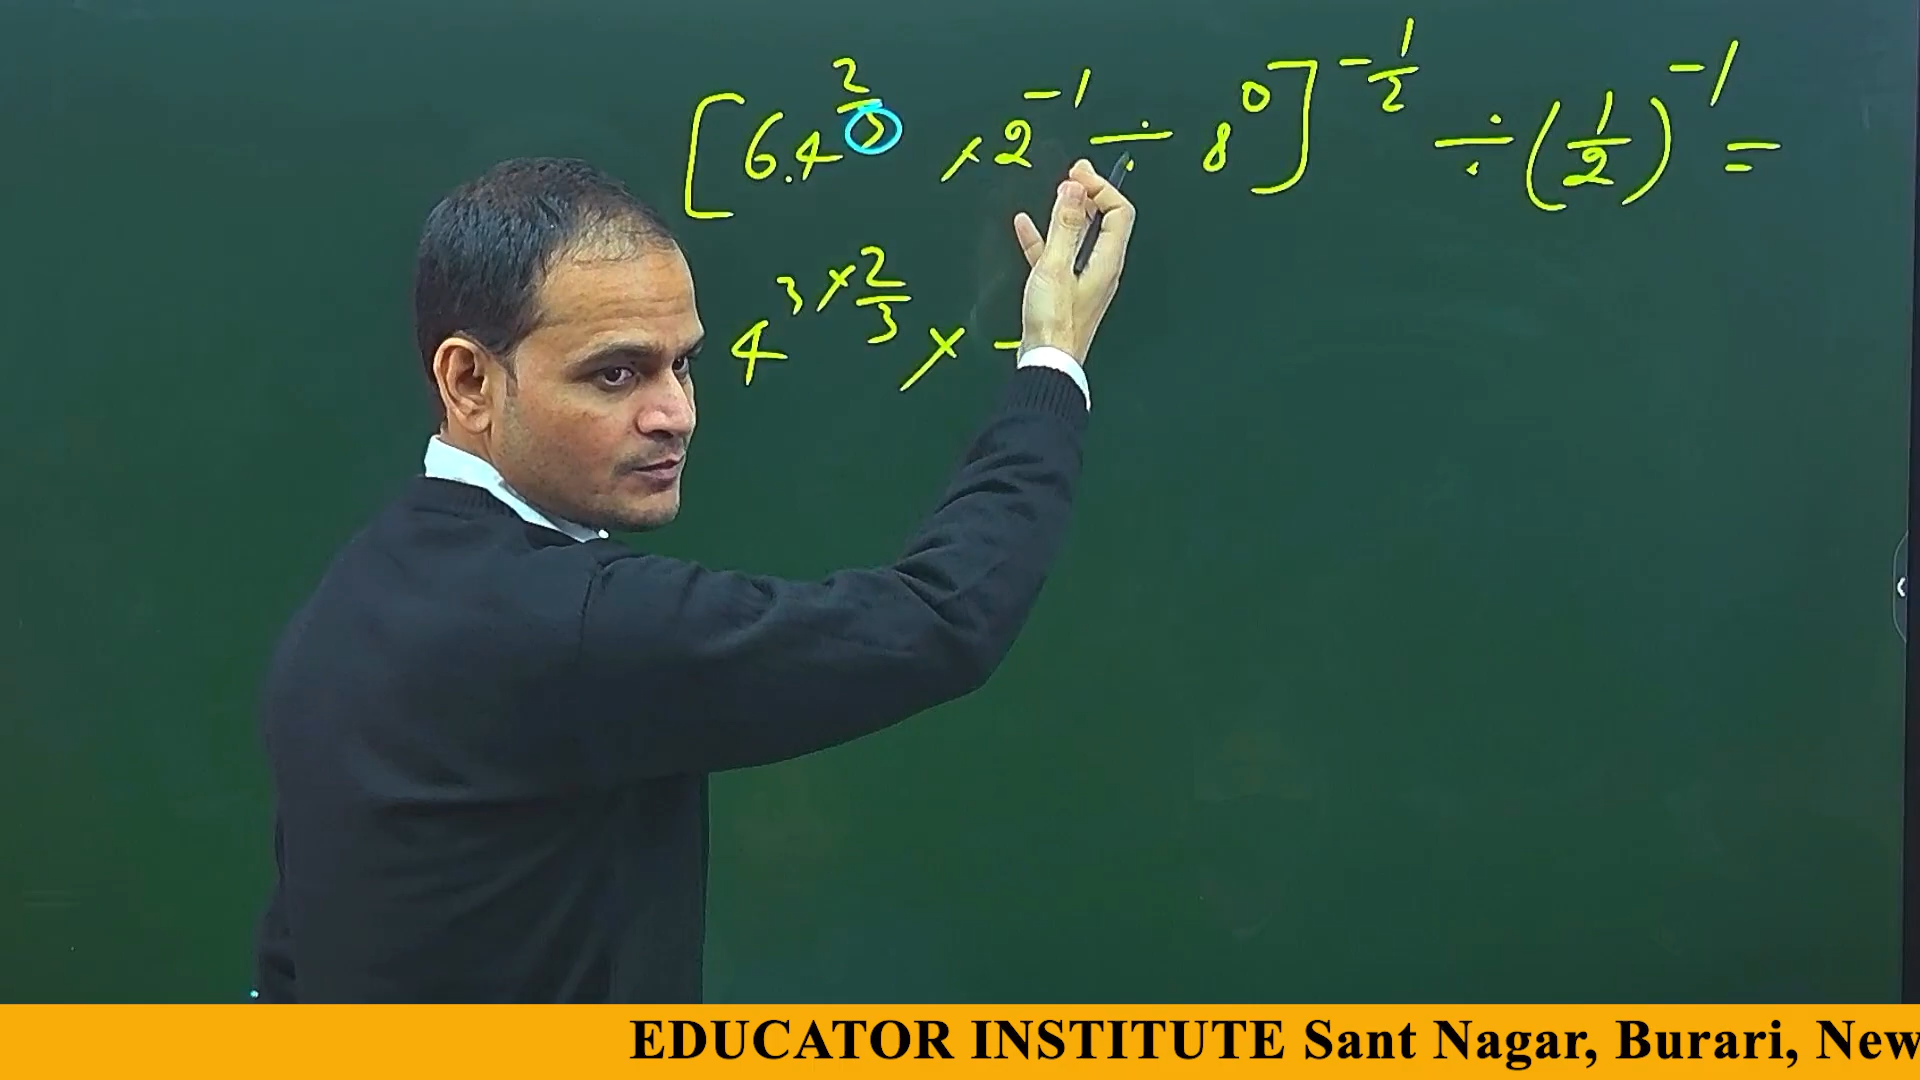 [64^{2/3} × 2^{-1} ÷ 8^0]^{-1/2} ÷ (1/2)^{-1} =
4^{3×2/3} ×
EDUCATOR INSTITUTE Sant Nagar, Burari, New